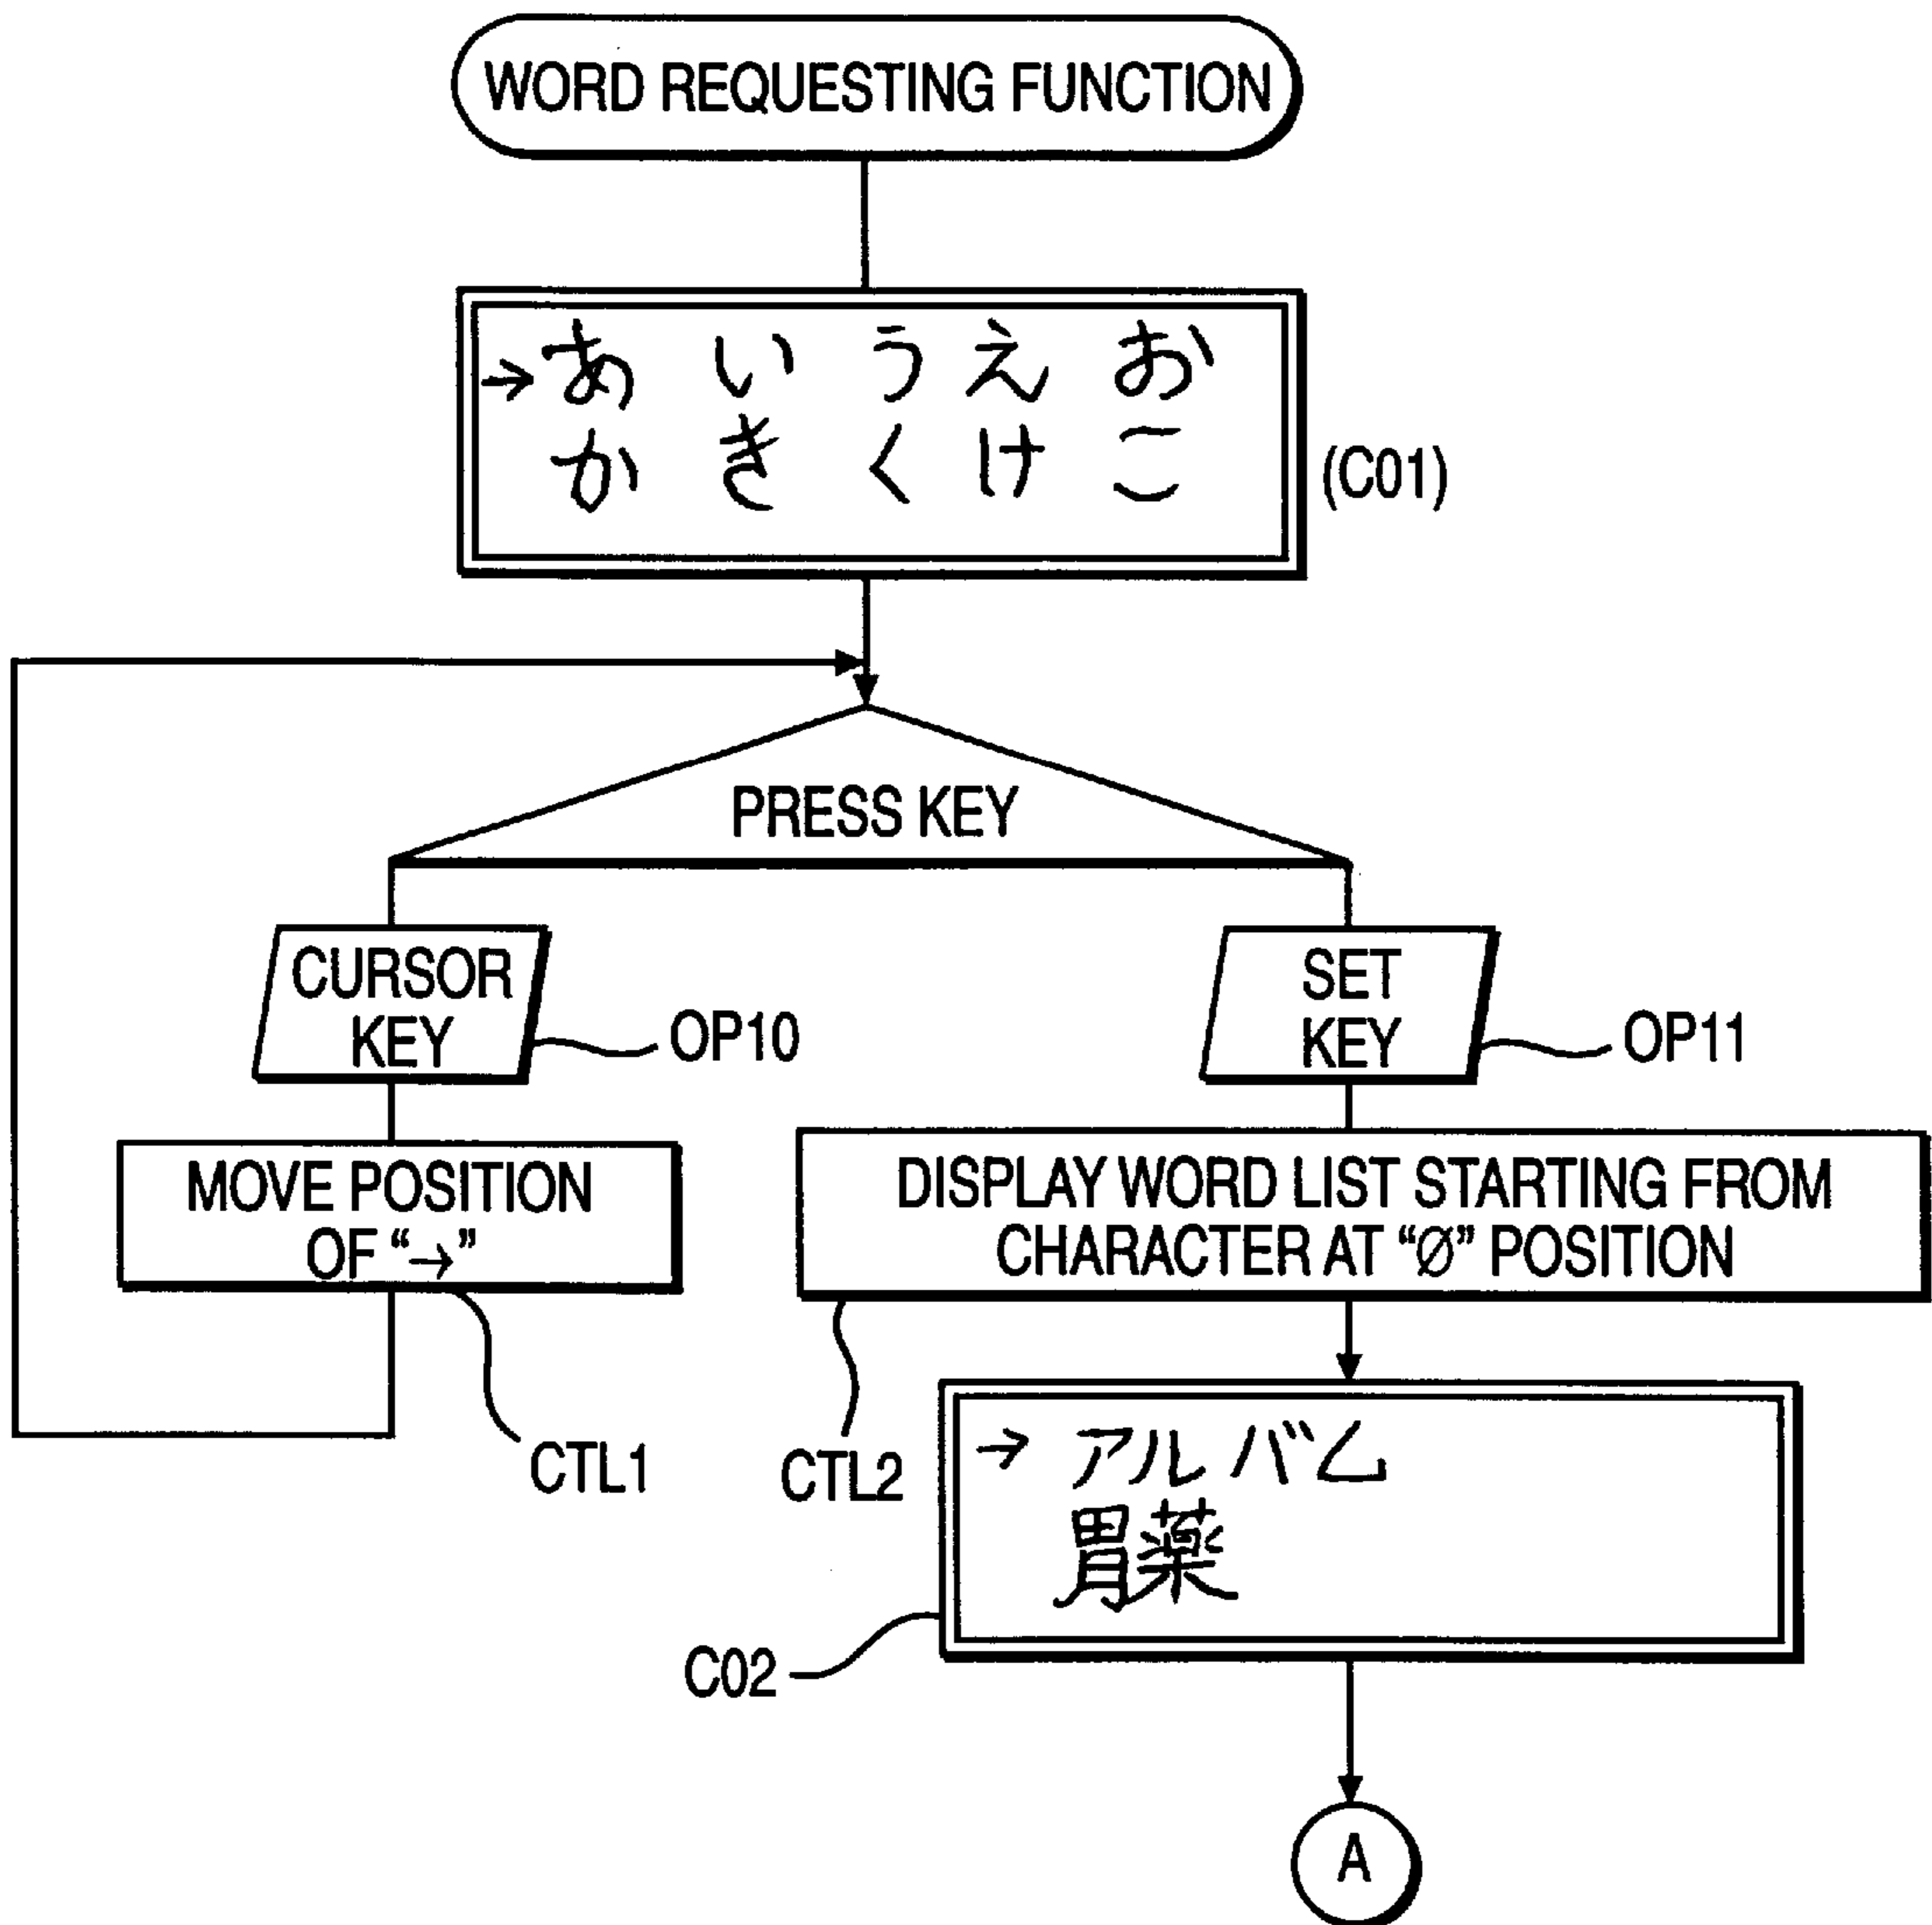 WORD REQUESTING FUNCTION
→あ い う え お
か き く け こ
(C01)
PRESS KEY
CURSOR
KEY
OP10
SET
KEY
OP11
MOVE POSITION
OF “→”
DISPLAY WORD LIST STARTING FROM
CHARACTER AT “Ø” POSITION
CTL1
CTL2
→ アルバム
胃薬
C02
A